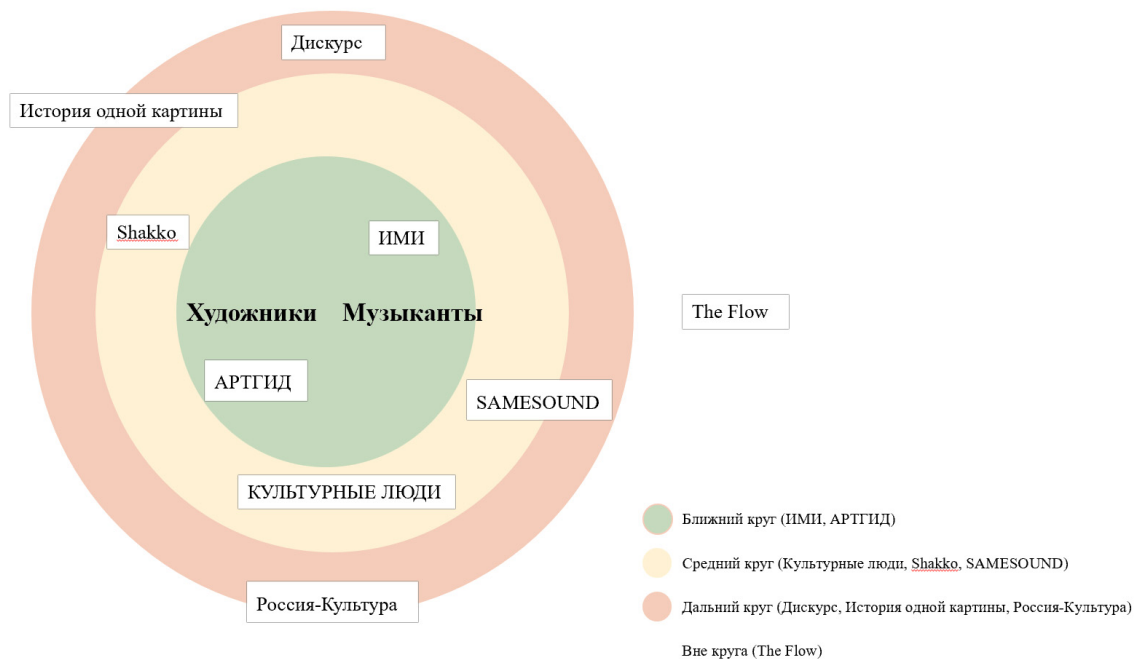 Дискурс
История одной картины
Shakko
ИМИ
Художники Музыканты
The Flow
АРТГИД
SAMESOUND
КУЛЬТУРНЫЕ ЛЮДИ
Россия-Культура
Ближний круг (ИМИ, АРТГИД)
Средний круг (Культурные люди, Shakko, SAMESOUND)
Дальний круг (Дискурс, История одной картины, Россия-Культура)
Вне круга (The Flow)